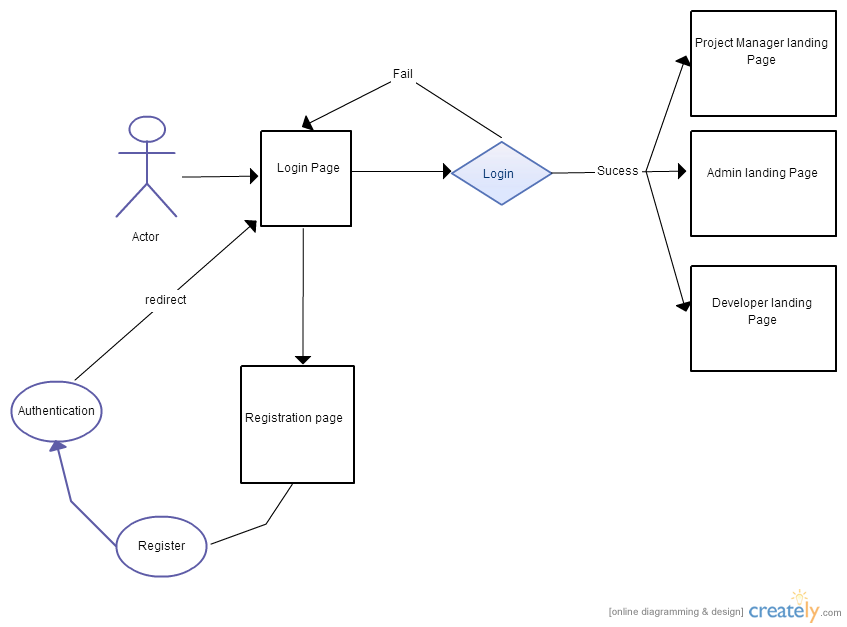 Project Manager landing
Page
Fail
Login Page
Login
Sucess
Admin landing Page
Actor
redirect
Developer landing
Page
Authentication
Registration page
Register
[online diagramming & design] creately.com